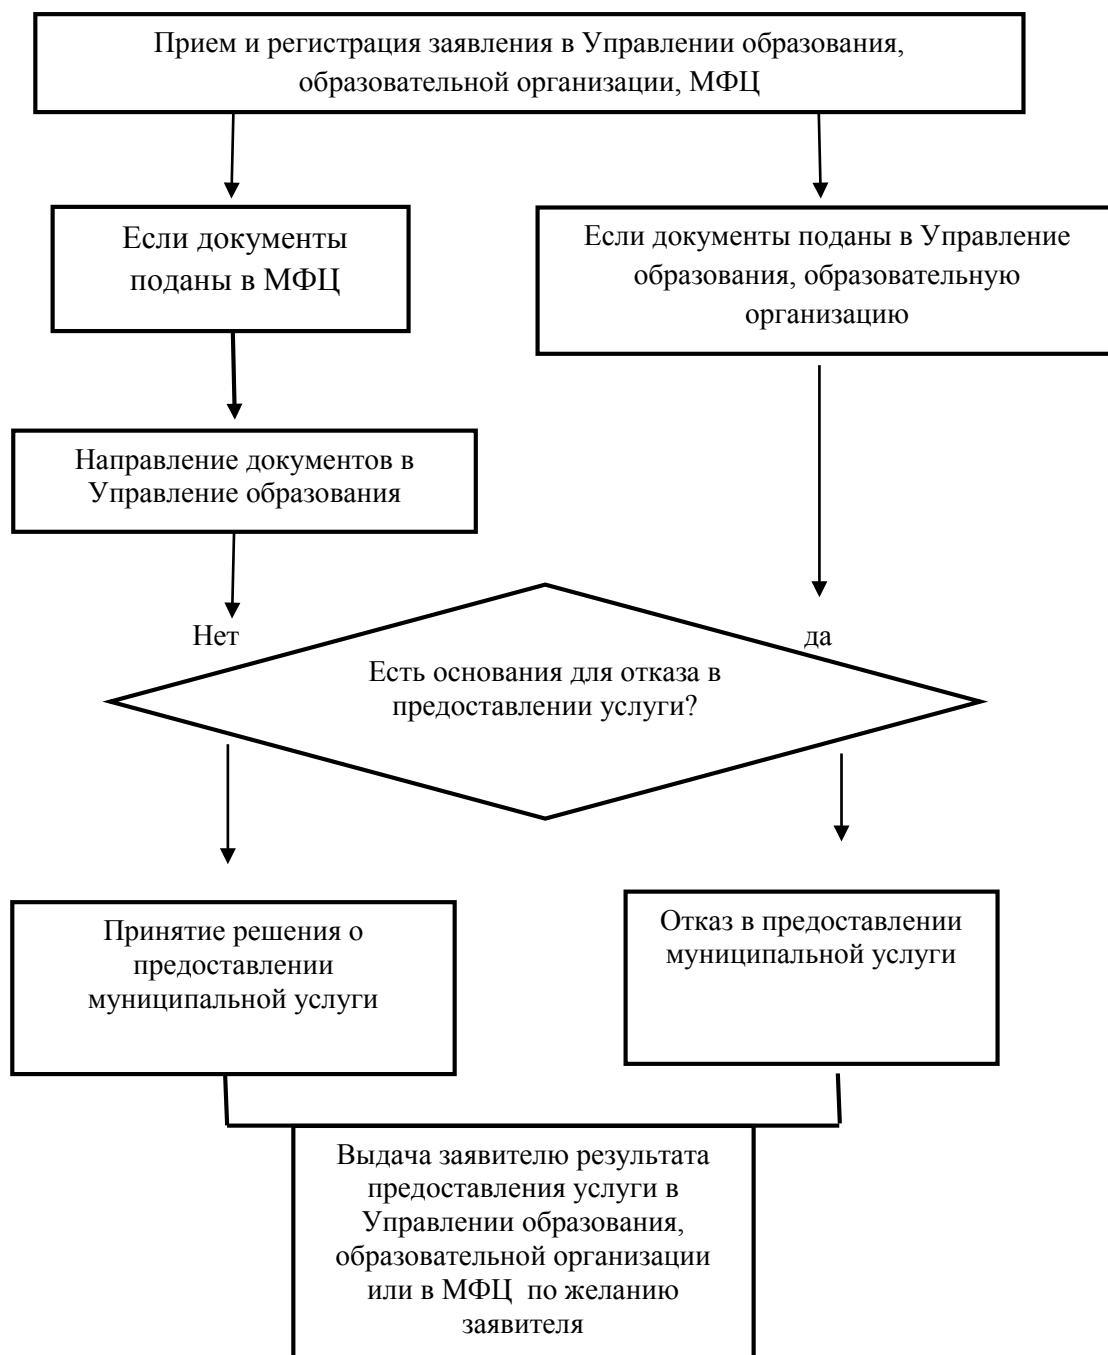 Прием и регистрация заявления в Управлении образования,
образовательной организации, МФЦ
Если документы
поданы в МФЦ
Если документы поданы в Управление
образования, образовательную
организацию
Направление документов в
Управление образования
Нет
да
Есть основания для отказа в
предоставлении услуги?
Принятие решения о
предоставлении
муниципальной услуги
Отказ в предоставлении
муниципальной услуги
Выдача заявителю результата
предоставления услуги в
Управлении образования,
образовательной организации
или в МФЦ по желанию
заявителя